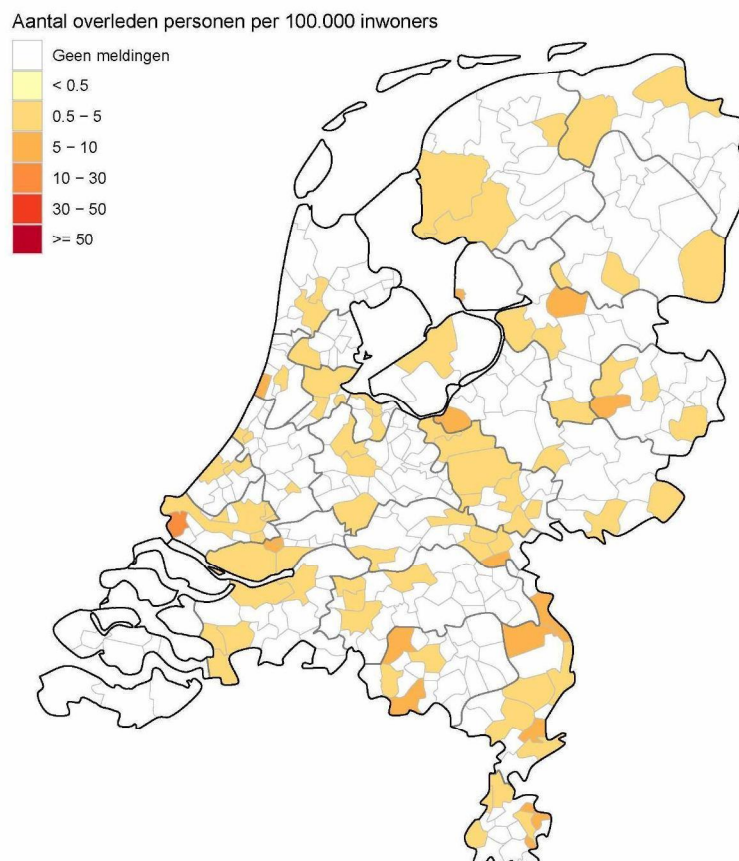 Aantal overleden personen per 100.000 inwoners
Geen meldingen
< 0.5
0.5 – 5
5 – 10
10 – 30
30 – 50
>= 50